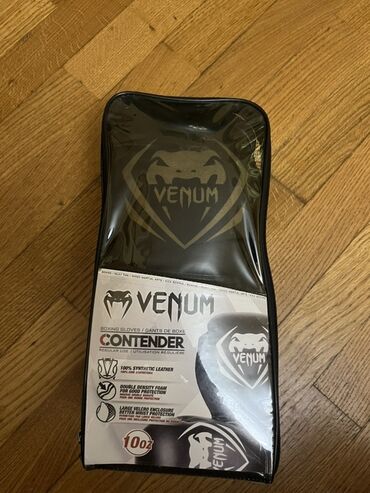 VENUM
VENUM
BOXING GLOVES / GANTS DE BOXE
CONTENDER
REGULAR USE / UTILISATION RÉGULIÈRE
100% SYNTHETIC LEATHER
DOUBLE DENSITY FOAM
FOR GOOD PROTECTION
LARGE VELCRO ENCLOSURE
BETTER WRIST PROTECTION
10oz
VENUM